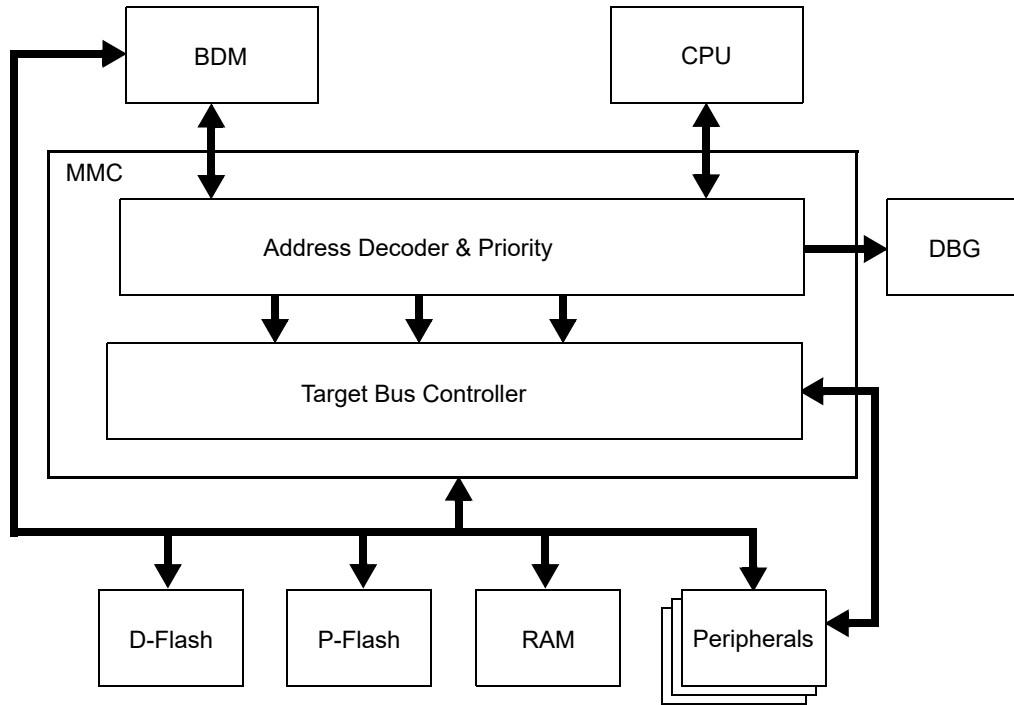 BDM
CPU
MMC
Address Decoder & Priority
DBG
Target Bus Controller
D-Flash
P-Flash
RAM
Peripherals